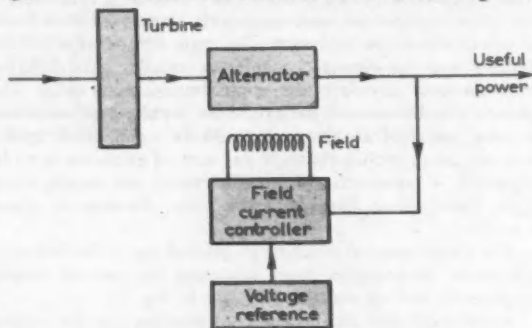 Turbine
Alternator
Useful
power
Field
Field
current
controller
Voltage
reference